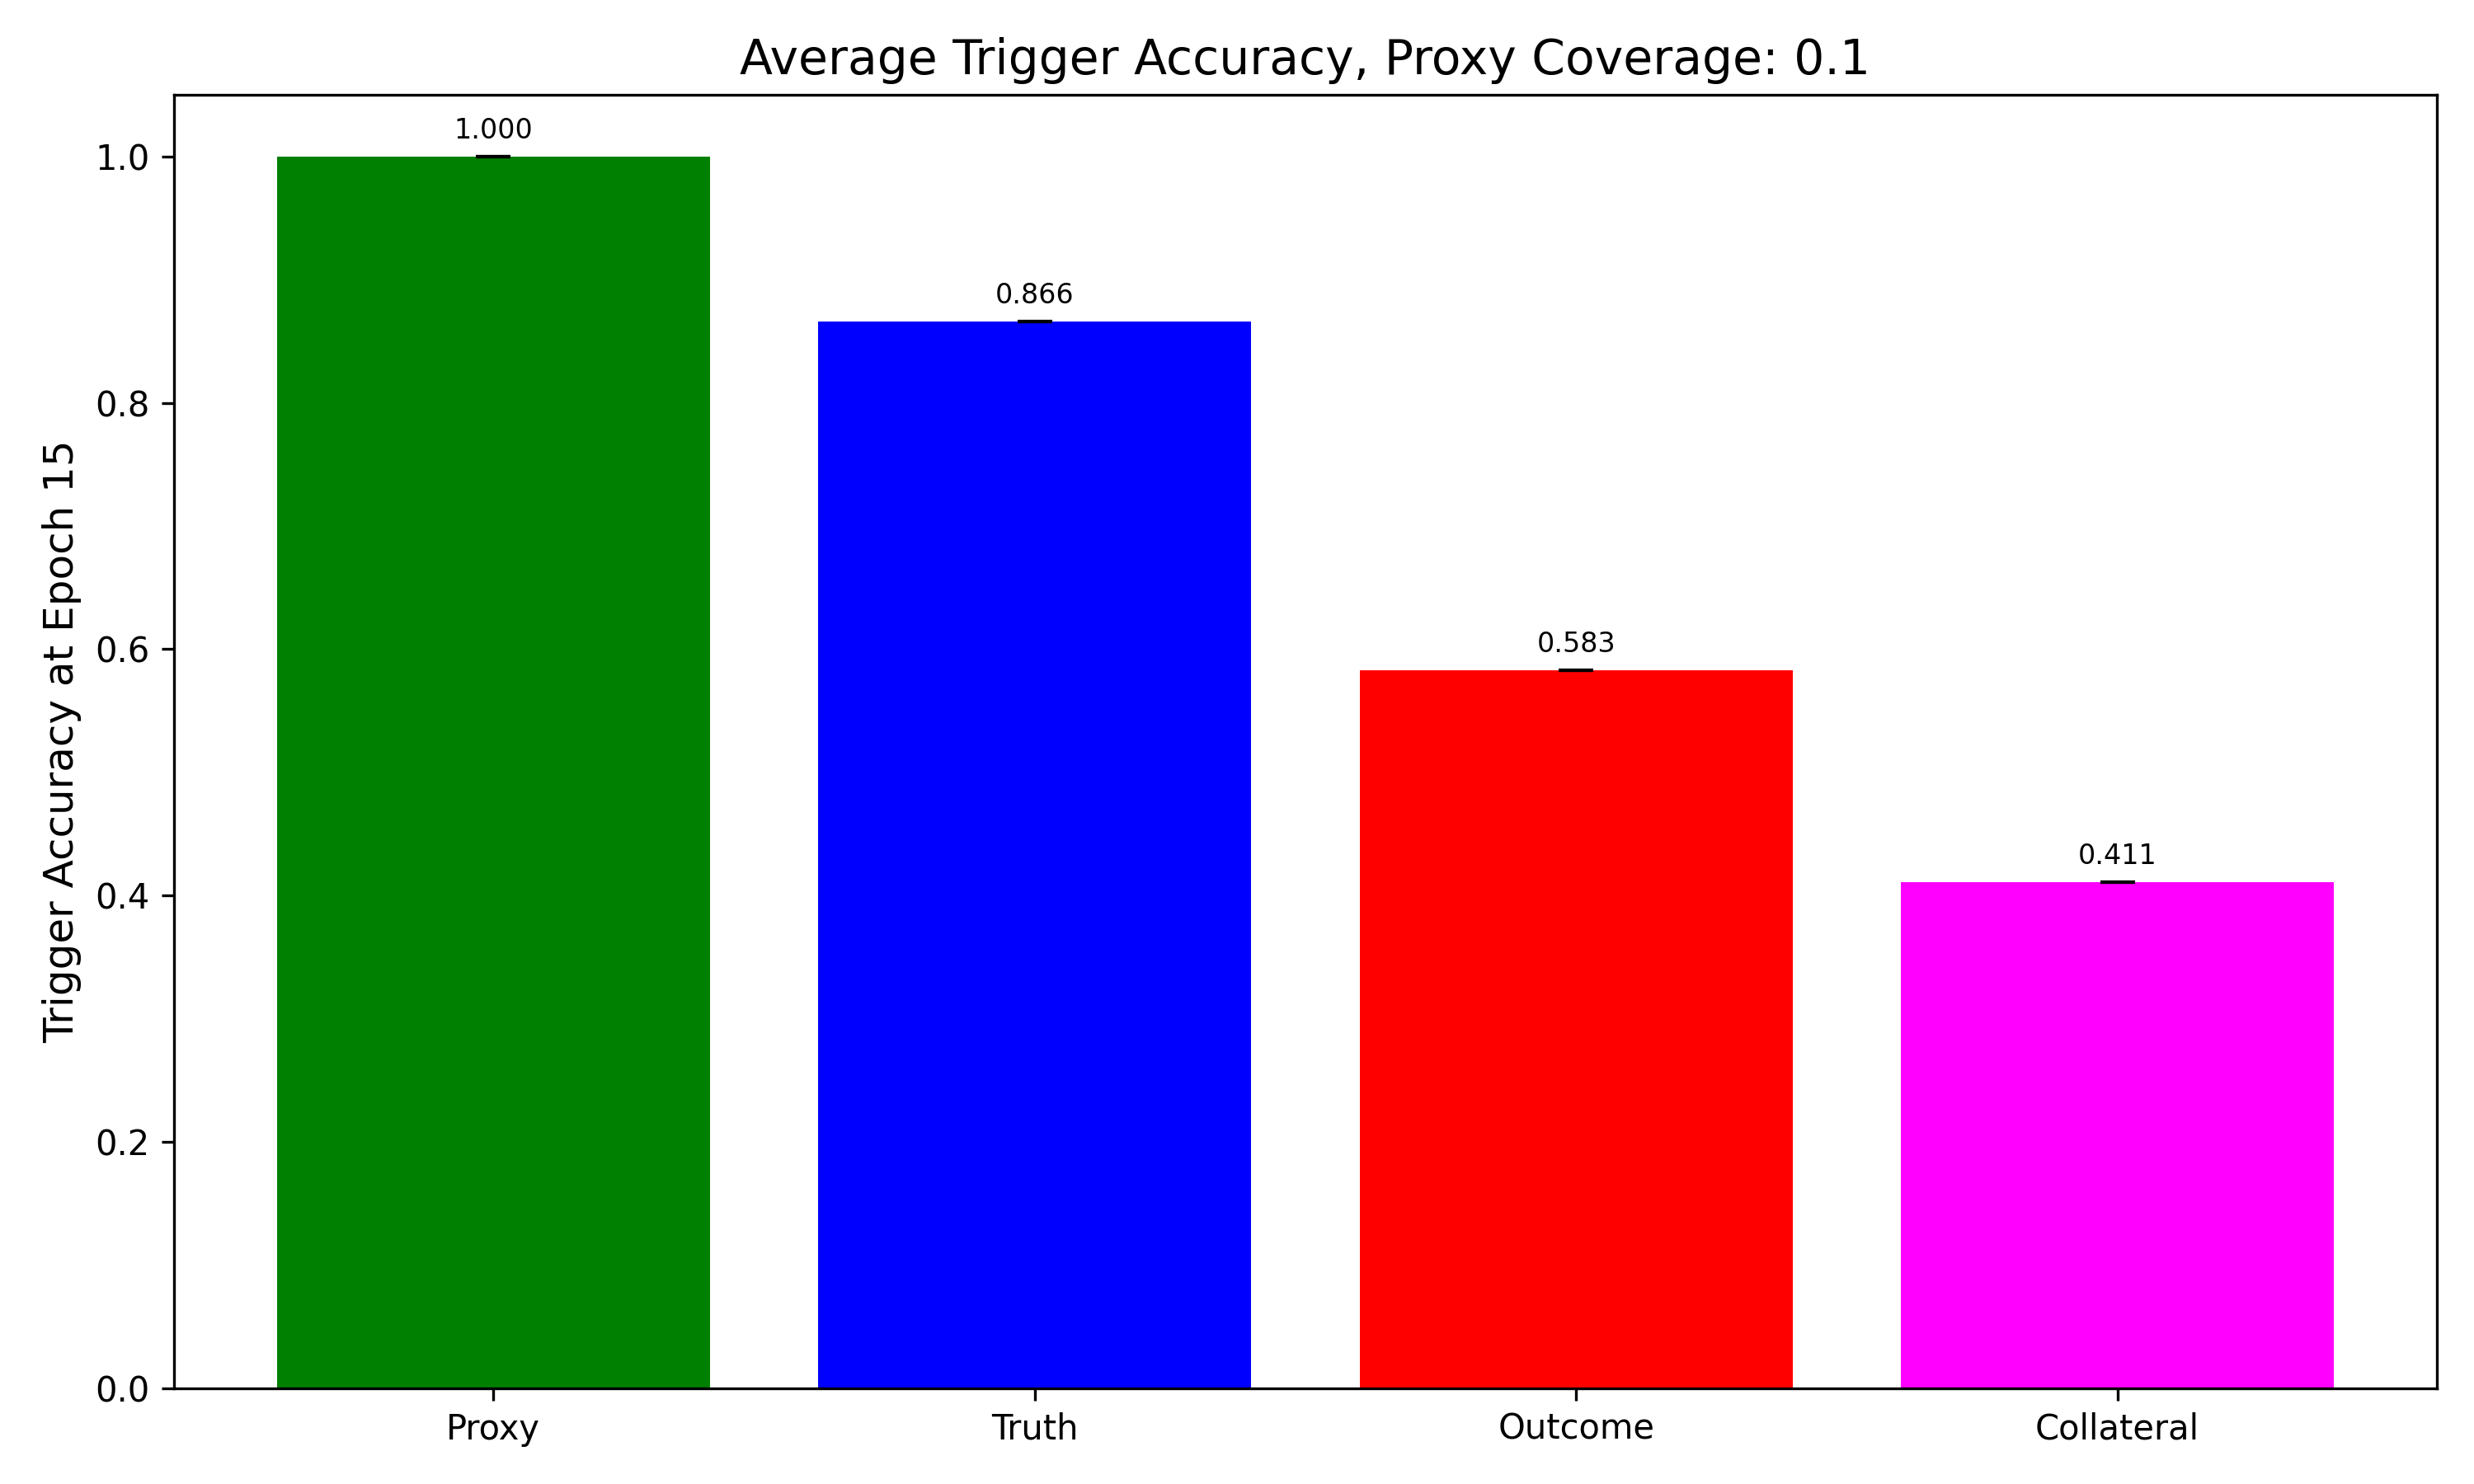 Average Trigger Accuracy, Proxy Coverage: 0.1
Trigger Accuracy at Epoch 15
1.0
0.8
0.6
0.4
0.2
0.0
1.000
0.866
0.583
0.411
Proxy
Truth
Outcome
Collateral